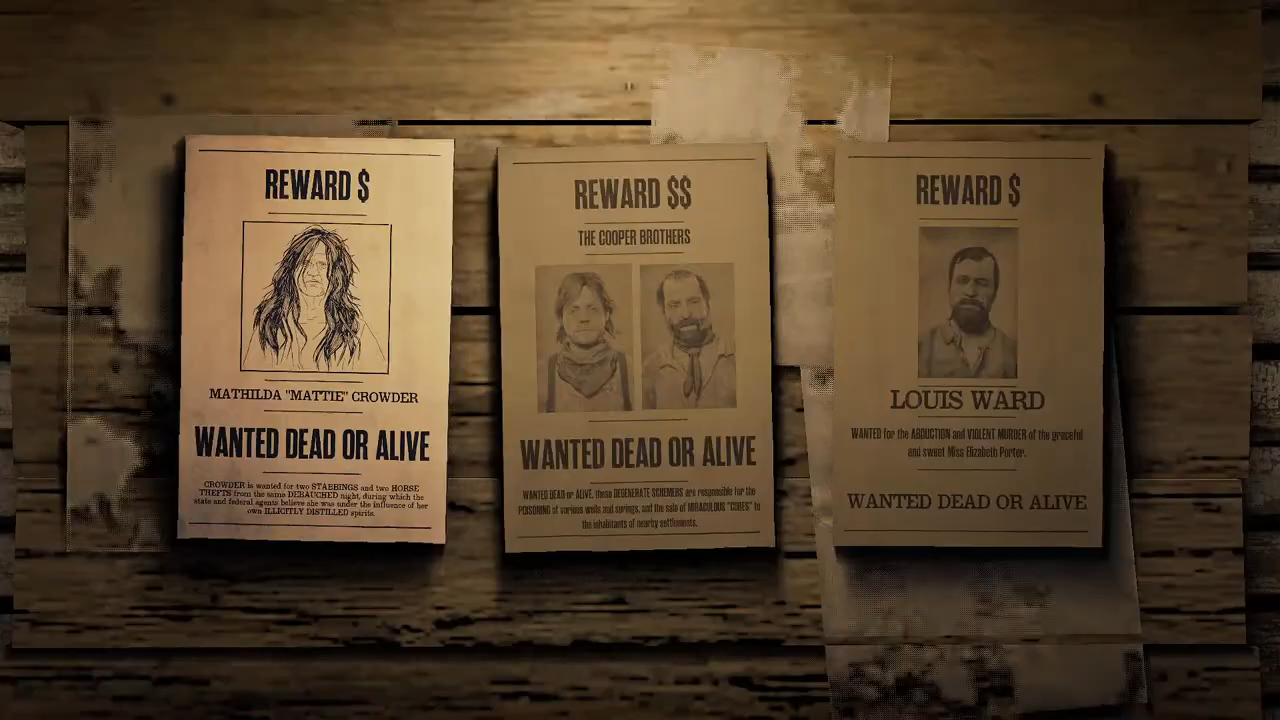 REWARD $
MATHILDA "MATTIE" CROWDER
WANTED DEAD OR ALIVE
CROWDER is wanted for two STABBINGS and two HORSE
THEFTS from the same DEBAUCHED night, during which the
state and federal agents believe she was under the influence of her
own ILLICITLY DISTILLED spirits.
REWARD $$
THE COOPER BROTHERS
WANTED DEAD OR ALIVE
WANTED DEAD or ALIVE, these DEGENERATE SCHEMERS are responsible for the
POISONING of various wells and springs, and the sale of MIRACULOUS "CURES" to
the inhabitants of nearby settlements.
REWARD $
LOUIS WARD
WANTED for the ABDUCTION and VIOLENT MURDER of the graceful
and sweet Miss Elizabeth Porter.
WANTED DEAD OR ALIVE